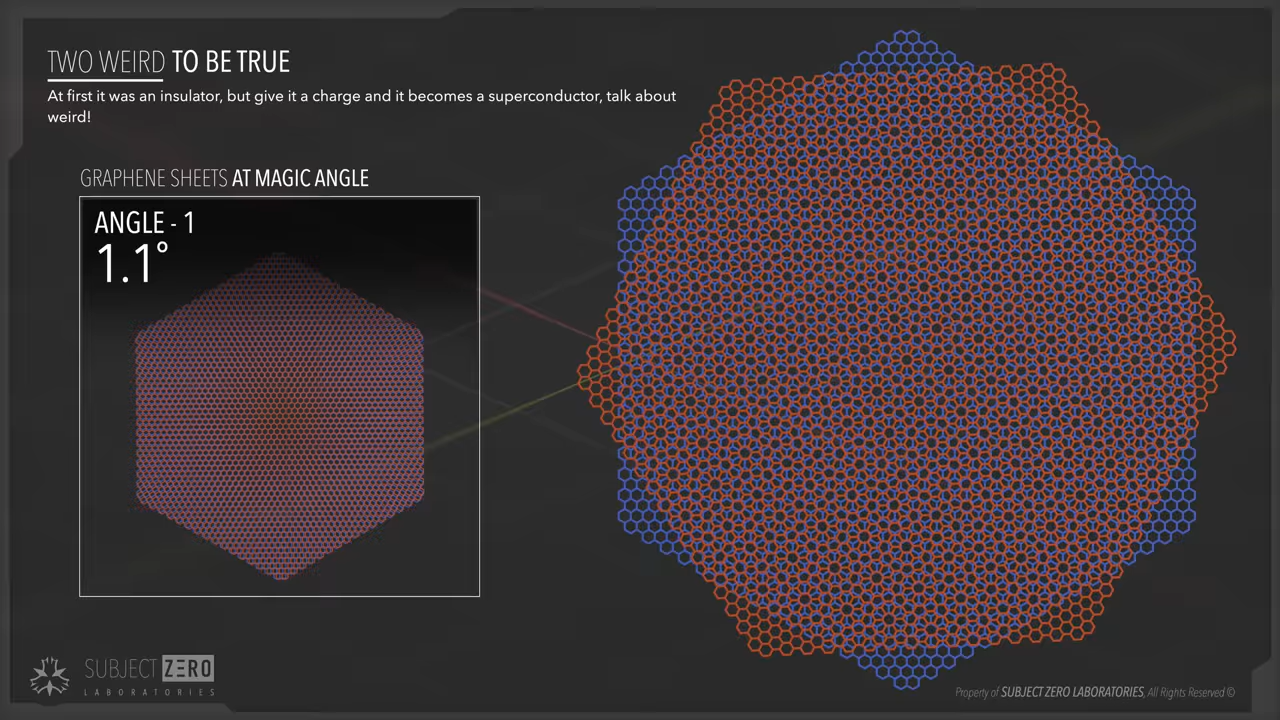 TWO WEIRD TO BE TRUE
At first it was an insulator, but give it a charge and it becomes a superconductor, talk about
weird!
GRAPHENE SHEETS AT MAGIC ANGLE
ANGLE - 1
1.1°
SUBJECT ZERO
LABORATORIES
Property of SUBJECT ZERO LABORATORIES, All Rights Reserved ©